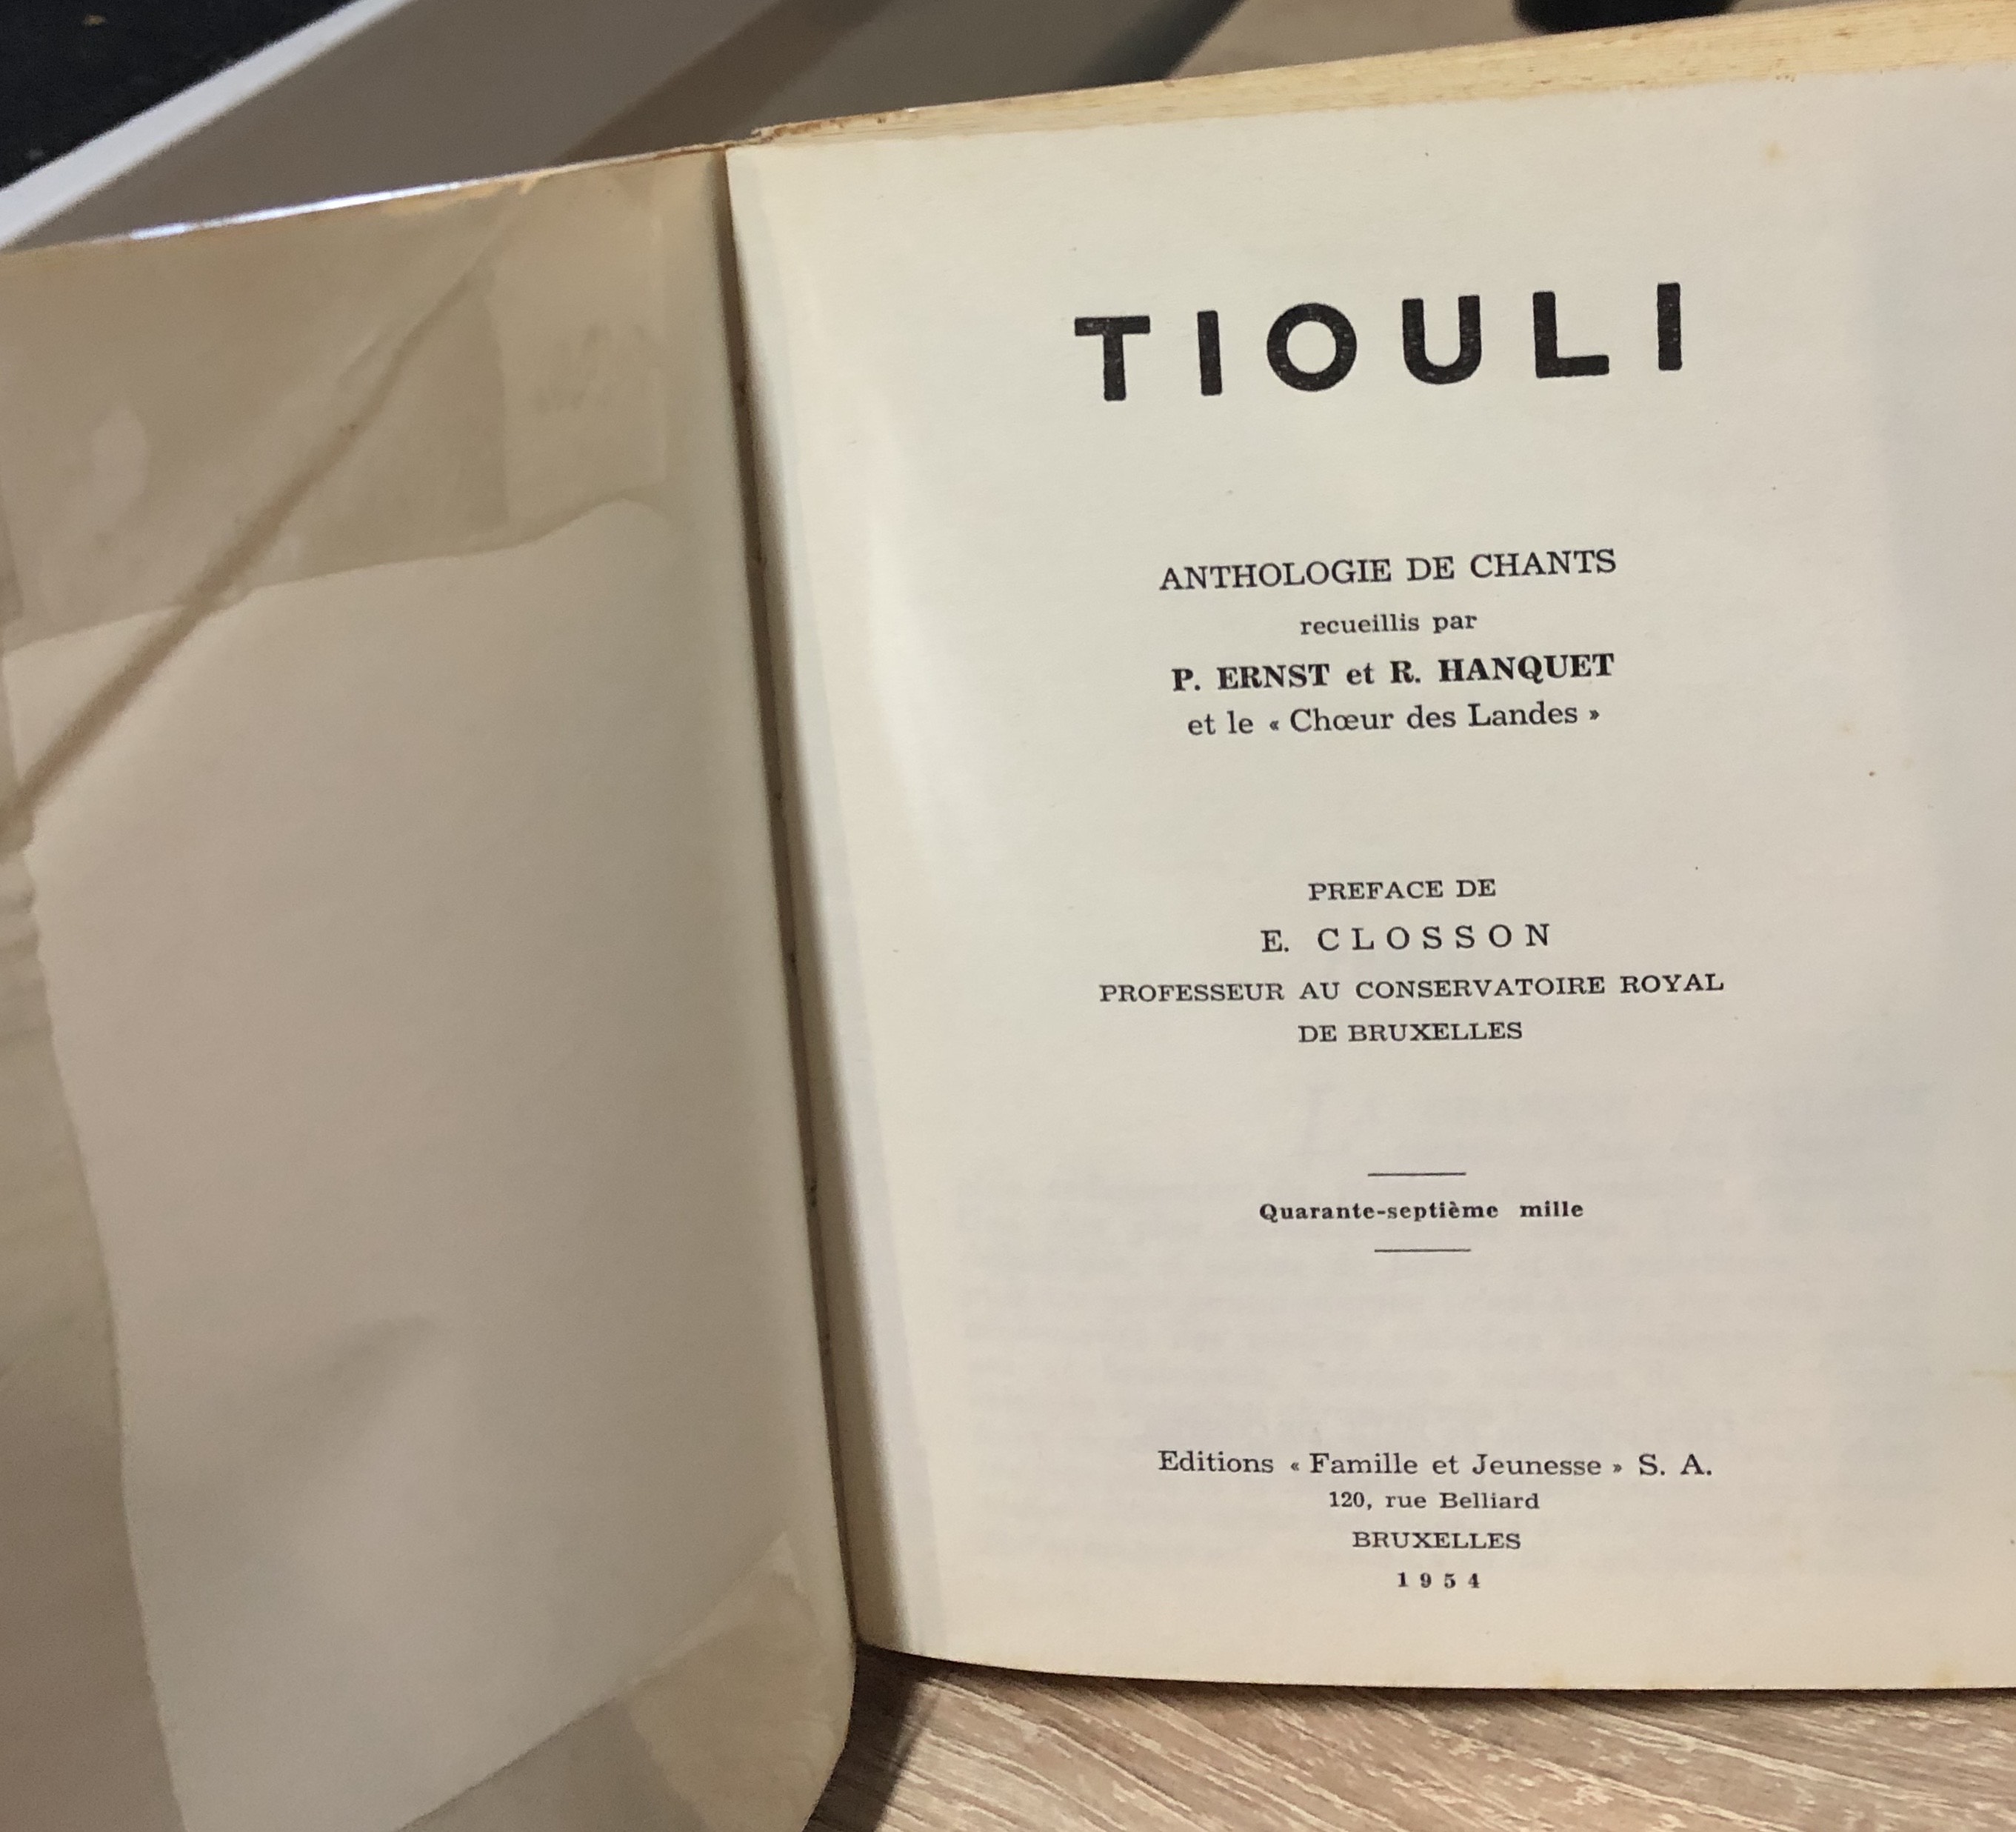 TIOULI
ANTHOLOGIE DE CHANTS
recueillis par
P. ERNST et R. HANQUET
et le « Chœur des Landes »
PREFACE DE
E. CLOSSON
PROFESSEUR AU CONSERVATOIRE ROYAL
DE BRUXELLES
Quarante-septième mille
Editions « Famille et Jeunesse » S. A.
120, rue Belliard
BRUXELLES
1954